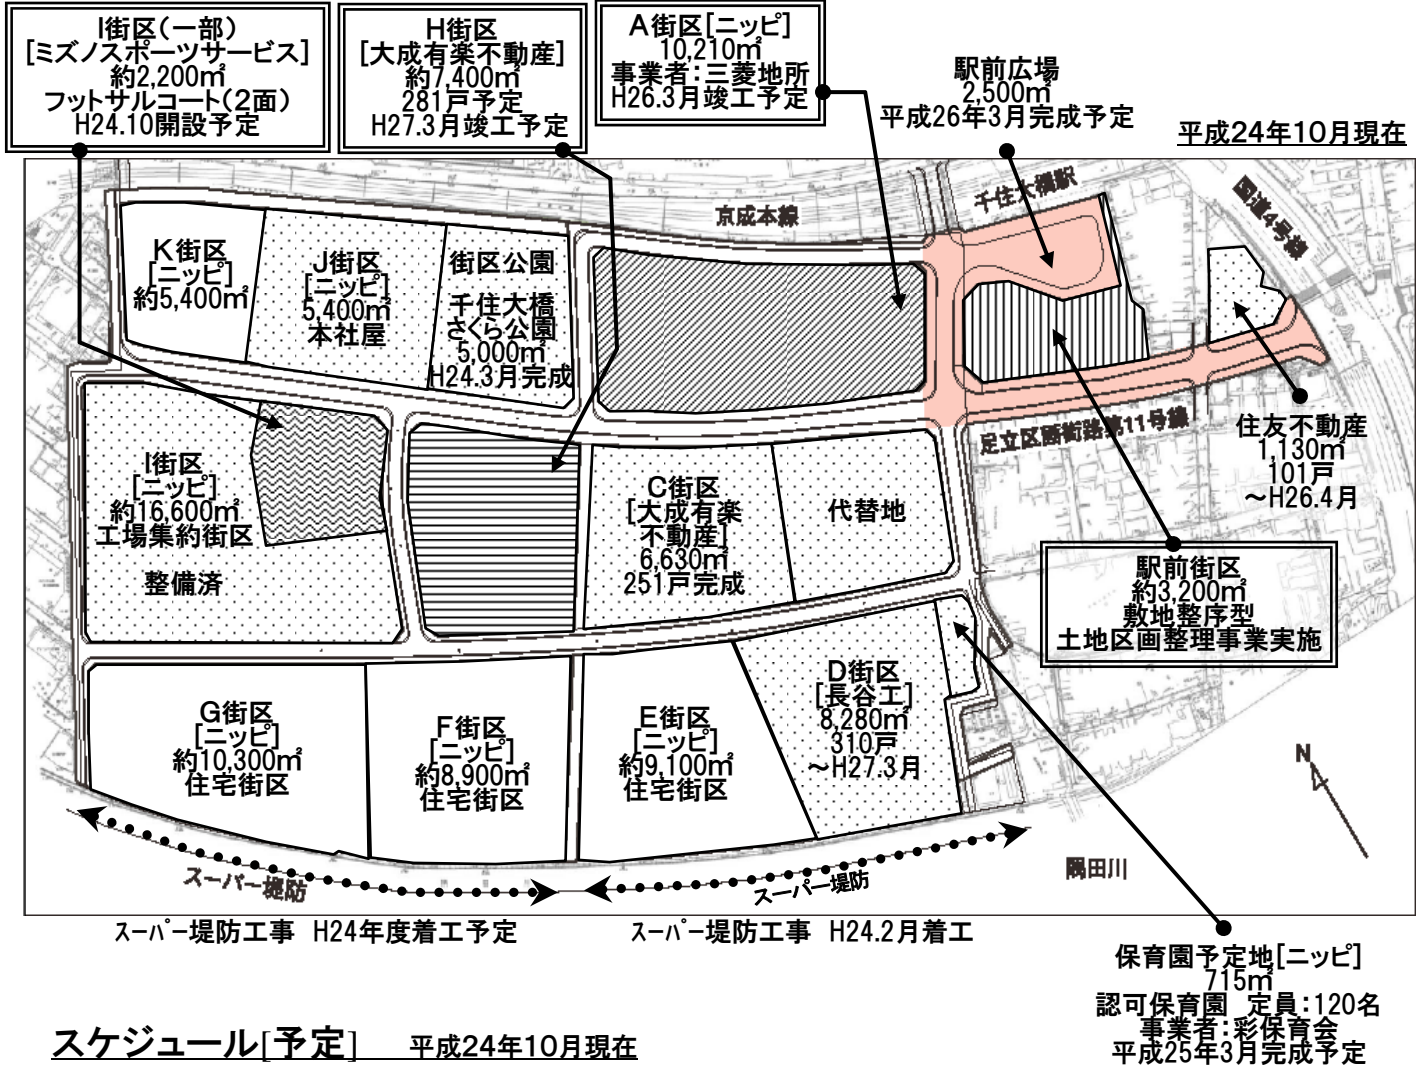 I街区(一部)
[ミズノスポーツサービス]
約2,200㎡
フットサルコート(2面)
H24.10開設予定
H街区
[大成有楽不動産]
約7,400㎡
281戸予定
H27.3月竣工予定
A街区[ニッピ]
10,210㎡
事業者:三菱地所
H26.3月竣工予定
駅前広場
2,500㎡
平成26年3月完成予定
平成24年10月現在
京成本線
千住大橋駅
国道4号線
K街区
[ニッピ]
約5,400㎡
J街区
[ニッピ]
5,400㎡
本社屋
街区公園
千住大橋
さくら公園
5,000㎡
H24.3月完成
足立区勝街路第11号線
住友不動産
1,130㎡
101戸
~H26.4月
I街区
[ニッピ]
約16,600㎡
工場集約街区
整備済
C街区
[大成有楽
不動産]
6,630㎡
251戸完成
代替地
駅前街区
約3,200㎡
敷地整序型
土地区画整理事業実施
G街区
[ニッピ]
約10,300㎡
住宅街区
F街区
[ニッピ]
約8,900㎡
住宅街区
E街区
[ニッピ]
約9,100㎡
住宅街区
D街区
[長谷工]
8,280㎡
310戸
~H27.3月
N
スーパー堤防
スーパー堤防
隅田川
スーパー堤防工事 H24年度着工予定
スーパー堤防工事 H24.2月着工
保育園予定地[ニッピ]
715㎡
認可保育園 定員:120名
事業者:彩保育会
平成25年3月完成予定
スケジュール[予定] 平成24年10月現在